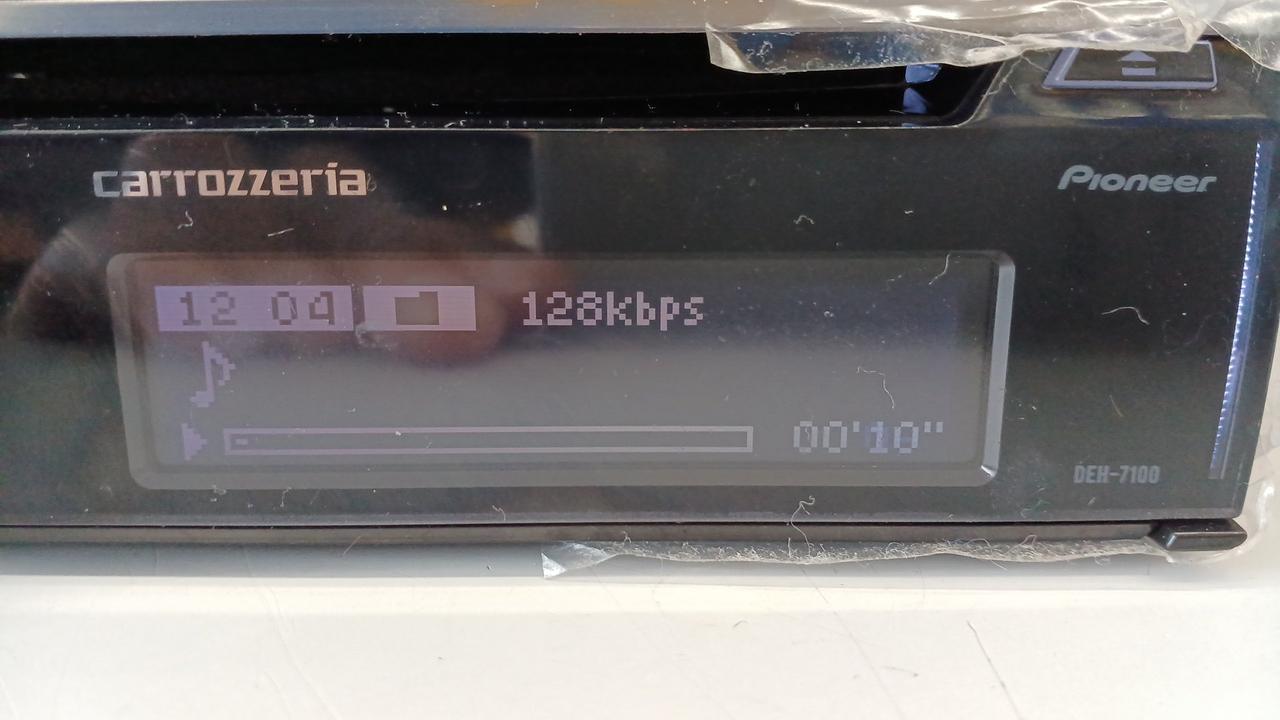 carrozzeria
Pioneer
12 04 128kbps
00'10"
DEH-7100